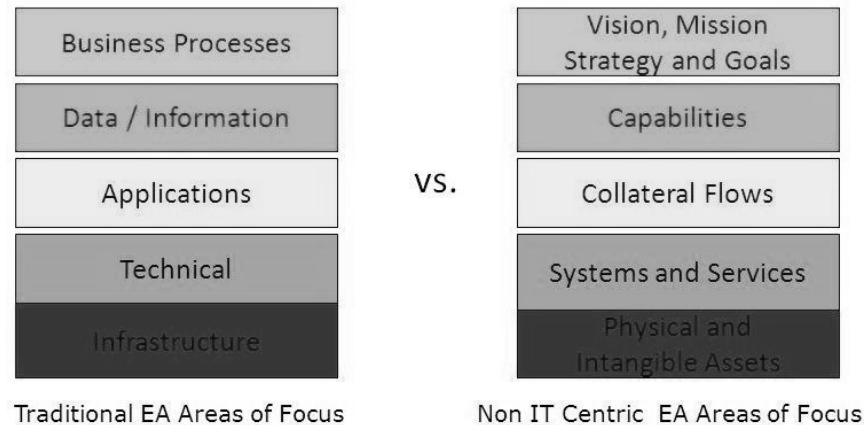 Business Processes
Data / Information
Applications
Technical
Infrastructure
Traditional EA Areas of Focus
vs.
Vision, Mission
Strategy and Goals
Capabilities
Collateral Flows
Systems and Services
Physical and
Intangible Assets
Non IT Centric EA Areas of Focus